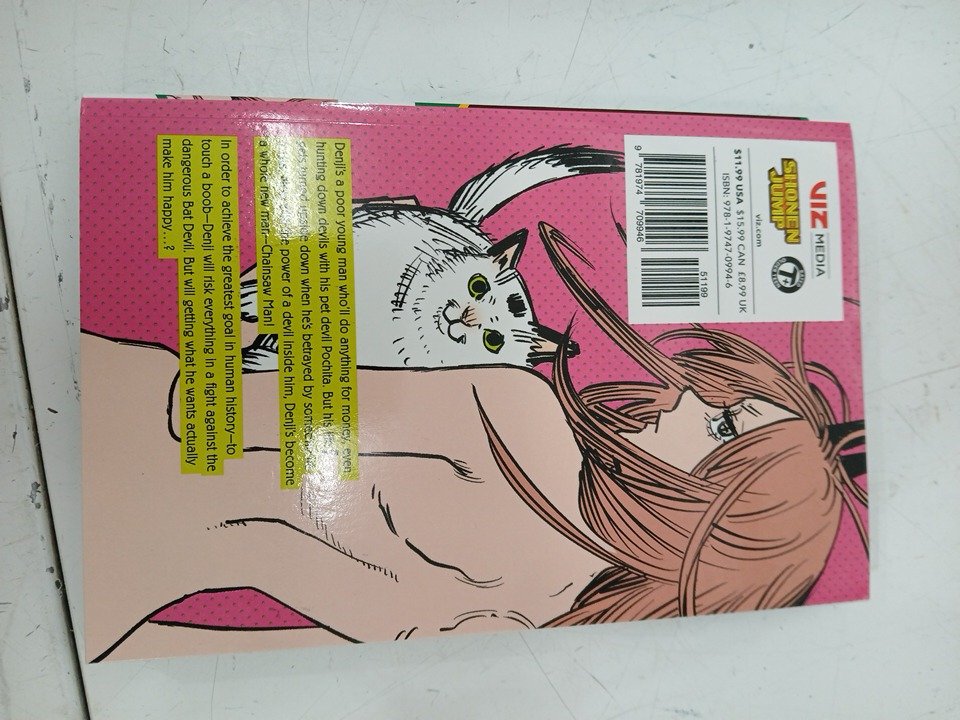 Denji's a poor young man who'll do anything for money, even
hunting down devils with his pet devil Pochita. But his
turned upside down when he's betrayed by someone
the power of a devil inside him, Denji's become
a whole new man—Chainsaw Man!
In order to achieve the greatest goal in human history—to
touch a boob—Denji will risk everything in a fight against the
dangerous Bat Devil. But will getting what he wants actually
make him happy…?
VIZ MEDIA
SHONEN
JUMP
T+
viz.com
$11.99 USA $15.99 CAN £8.99 UK
ISBN: 978-1-9747-0994-6
51199
9 781974 709946